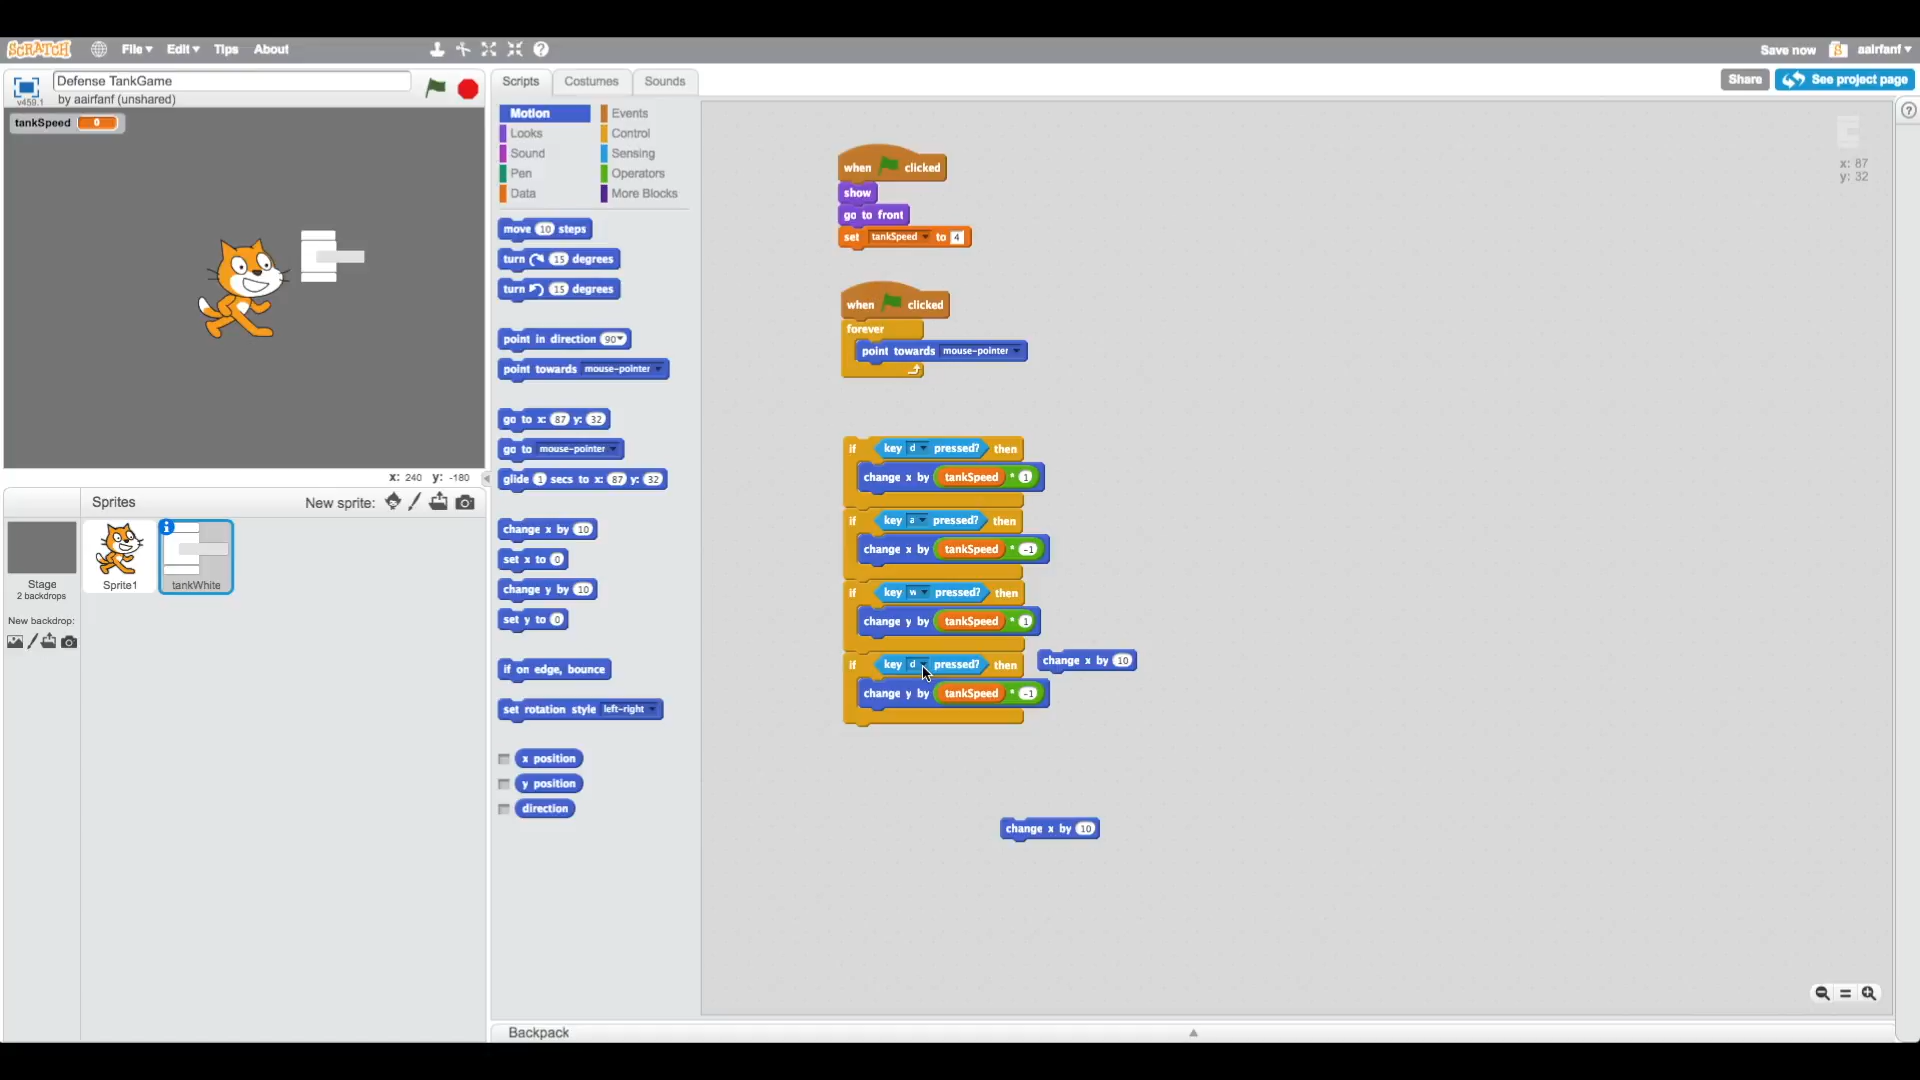 SCRATCH File Edit Tips About Save now aairfanf
Defense TankGame
by aairfanf (unshared)
v459.1
Scripts Costumes Sounds
Share See project page
tankSpeed 0
x: 240 y: -180
Sprites New sprite:
Stage
2 backdrops
New backdrop:
Sprite1
tankWhite
Motion Events
Looks Control
Sound Sensing
Pen Operators
Data More Blocks
move 10 steps
turn 15 degrees
turn 15 degrees
point in direction 90
point towards mouse-pointer
go to x: 87 y: 32
go to mouse-pointer
glide 1 secs to x: 87 y: 32
change x by 10
set x to 0
change y by 10
set y to 0
if on edge, bounce
set rotation style left-right
x position
y position
direction
when clicked
show
go to front
set tankSpeed to 4
when clicked
forever
point towards mouse-pointer
if key d pressed? then
change x by tankSpeed * 1
if key a pressed? then
change x by tankSpeed * -1
if key w pressed? then
change y by tankSpeed * 1
if key d pressed? then
change y by tankSpeed * -1
change x by 10
change x by 10
x: 87
y: 32
Backpack